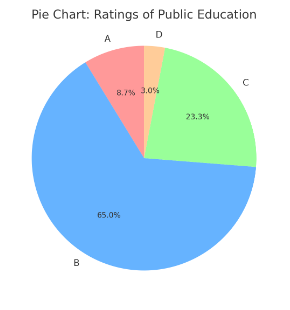 Pie Chart: Ratings of Public Education
D
A
C
8.7%
3.0%
23.3%
65.0%
B